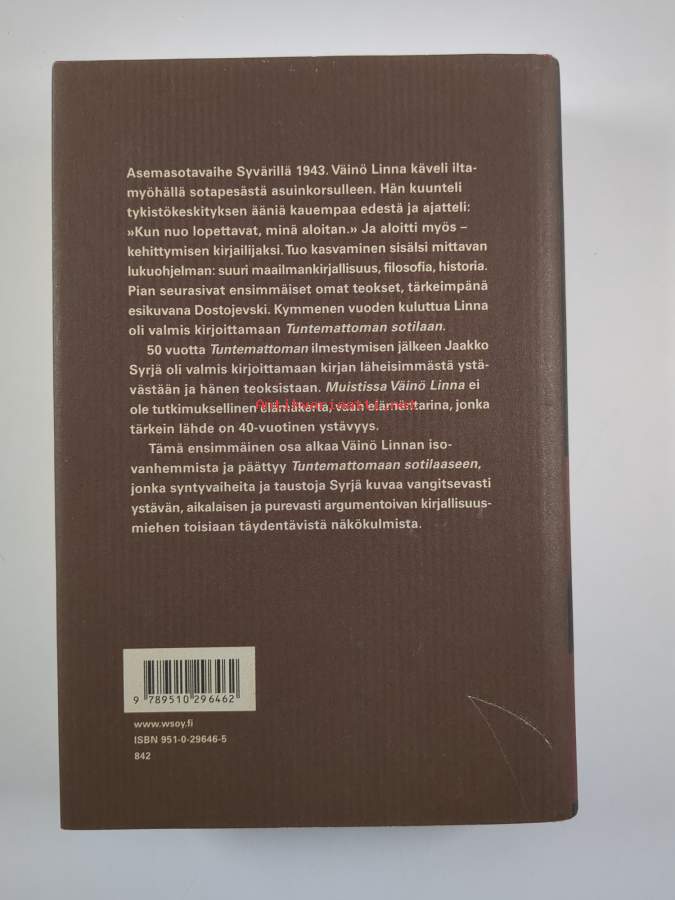 Asemasotavaihe Syvärillä 1943. Väinö Linna käveli ilta-
myöhällä sotapesästä asuinkorsulleen. Hän kuunteli
tykistökeskityksen ääniä kauempaa edestä ja ajatteli:
»Kun nuo lopettavat, minä aloitan.» Ja aloitti myös –
kehittymisen kirjailijaksi. Tuo kasvaminen sisälsi mittavan
lukuohjelman: suuri maailmankirjallisuus, filosofia, historia.
Pian seurasivat ensimmäiset omat teokset, tärkeimpänä
esikuvana Dostojevski. Kymmenen vuoden kuluttua Linna
oli valmis kirjoittamaan Tuntemattoman sotilaan.
50 vuotta Tuntemattoman ilmestymisen jälkeen Jaakko
Syrjä oli valmis kirjoittamaan kirjan läheisimmästä ystä-
västään ja hänen teoksistaan. Muistissa Väinö Linna ei
ole tutkimuksellinen elämäkerta, vaan elämäntarina, jonka
Antikvariaatti.net
tärkein lähde on 40-vuotinen ystävyys.
Tämä ensimmäinen osa alkaa Väinö Linnan iso-
vanhemmista ja päättyy Tuntemattomaan sotilaaseen,
jonka syntyvaiheita ja taustoja Syrjä kuvaa vangitsevasti
ystävän, aikalaisen ja purevasti argumentoivan kirjallisuus-
miehen toisiaan täydentävistä näkökulmista.
9 789510 296462
www.wsoy.fi
ISBN 951-0-29646-5
842